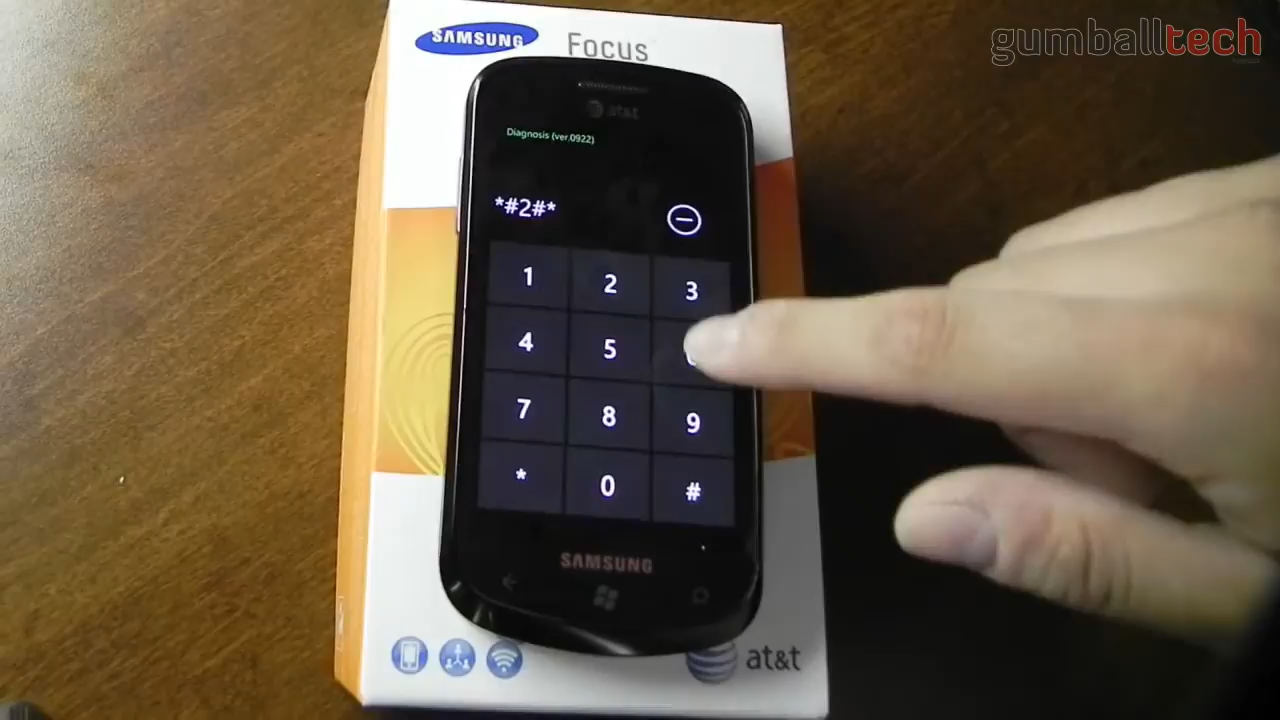 gumballtech
SAMSUNG Focus
at&t
Diagnosis (ver.0922)
*#2#*
1 2 3
4 5
7 8 9
* 0 #
SAMSUNG
at&t